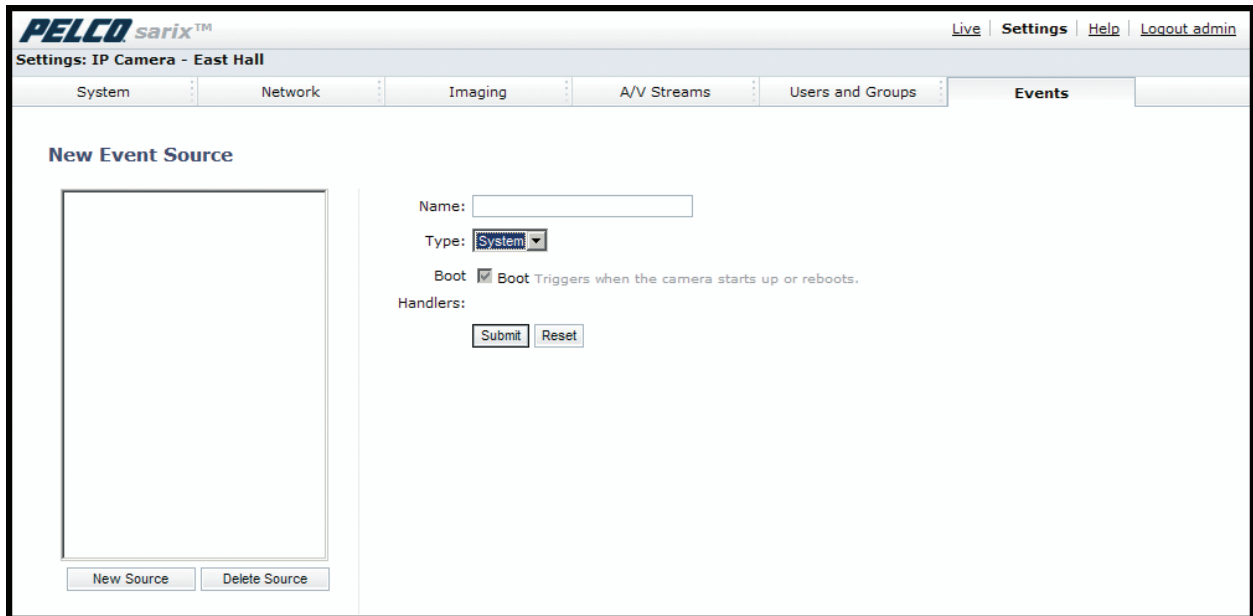 PELCO sarix™
Live | Settings | Help | Logout admin
Settings: IP Camera - East Hall
System Network Imaging A/V Streams Users and Groups Events
New Event Source
Name:
Type: System
Boot Boot Triggers when the camera starts up or reboots.
Handlers:
Submit Reset
New Source Delete Source